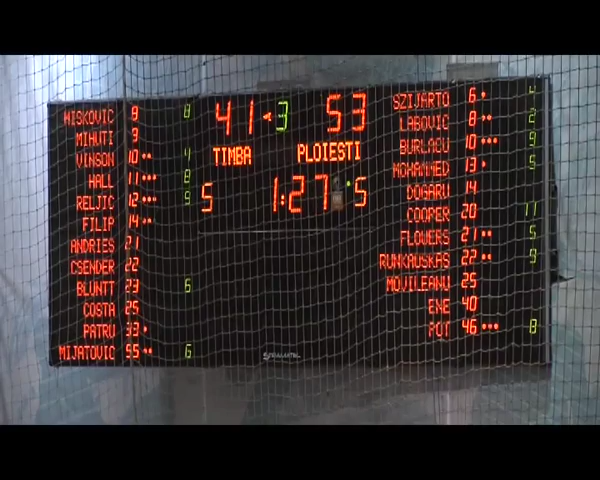 41 3 53
TIMBA PLOIESTI
5 1:27 5
MISKOVIC 9 8
MIHUTI 9
VINSON 10 4
HALL 11 8
RELJIC 12 9
FILIP 14
ANDRIES 21
CSENDER 22
BLUNTT 23 6
COSTA 25
PATRU 33
MIJATOVIC 55 6
SZIJARTO 6 4
LABOVIC 8 2
BURLACU 10 9
MOHAMMED 13 5
DOGARU 14
COOPER 20 11
FLOWERS 21 5
RUNKAUSKAS 22 9
MOVILEANU 25
ENE 40
POT 46 8